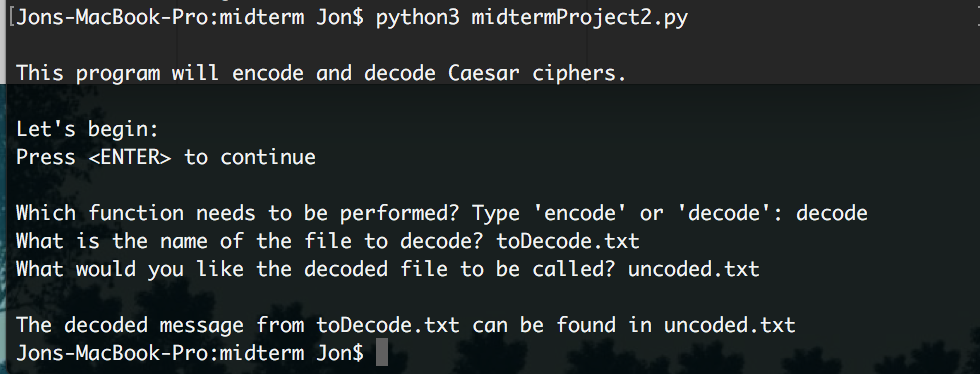 [Jons-MacBook-Pro:midterm Jon$ python3 midtermProject2.py
This program will encode and decode Caesar ciphers.
Let's begin:
Press <ENTER> to continue
Which function needs to be performed? Type 'encode' or 'decode': decode
What is the name of the file to decode? toDecode.txt
What would you like the decoded file to be called? uncoded.txt
The decoded message from toDecode.txt can be found in uncoded.txt
Jons-MacBook-Pro:midterm Jon$